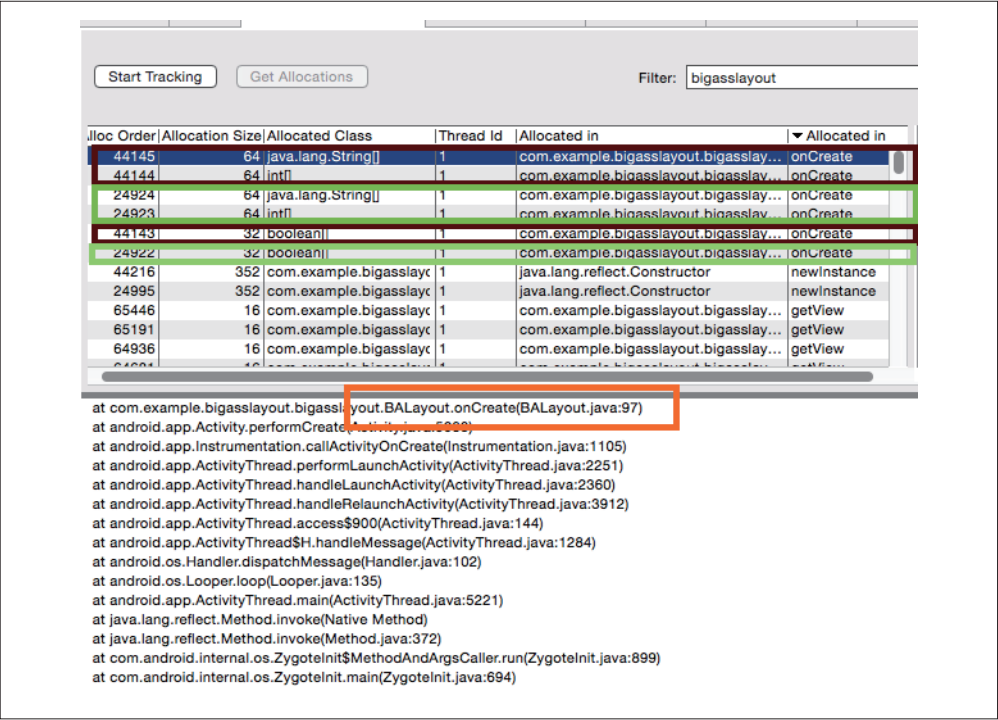 Start Tracking Get Allocations Filter: bigasslayout
lloc Order Allocation Size Allocated Class Thread Id Allocated in ▼ Allocated in
44145 64 java.lang.String[] 1 com.example.bigasslayout.bigasslay... onCreate
44144 64 int[] 1 com.example.bigasslayout.bigasslay... onCreate
24924 64 java.lang.String[] 1 com.example.bigasslayout.bigasslay... onCreate
24923 64 int[] 1 com.example.bigasslayout.bigasslay... onCreate
44143 32 boolean[] 1 com.example.bigasslayout.bigasslay... onCreate
24922 32 boolean[] 1 com.example.bigasslayout.bigasslay... onCreate
44216 352 com.example.bigasslayc 1 java.lang.reflect.Constructor newInstance
24995 352 com.example.bigasslayc 1 java.lang.reflect.Constructor newInstance
65446 16 com.example.bigasslayc 1 com.example.bigasslayout.bigasslay... getView
65191 16 com.example.bigasslayc 1 com.example.bigasslayout.bigasslay... getView
64936 16 com.example.bigasslayc 1 com.example.bigasslayout.bigasslay... getView
at com.example.bigasslayout.bigasslayout.BALayout.onCreate(BALayout.java:97)
at android.app.Activity.performCreate(Activity.java:
at android.app.Instrumentation.callActivityOnCreate(Instrumentation.java:1105)
at android.app.ActivityThread.performLaunchActivity(ActivityThread.java:2251)
at android.app.ActivityThread.handleLaunchActivity(ActivityThread.java:2360)
at android.app.ActivityThread.handleRelaunchActivity(ActivityThread.java:3912)
at android.app.ActivityThread.access$900(ActivityThread.java:144)
at android.app.ActivityThread$H.handleMessage(ActivityThread.java:1284)
at android.os.Handler.dispatchMessage(Handler.java:102)
at android.os.Looper.loop(Looper.java:135)
at android.app.ActivityThread.main(ActivityThread.java:5221)
at java.lang.reflect.Method.invoke(Native Method)
at java.lang.reflect.Method.invoke(Method.java:372)
at com.android.internal.os.ZygoteInit$MethodAndArgsCaller.run(ZygoteInit.java:899)
at com.android.internal.os.ZygoteInit.main(ZygoteInit.java:694)